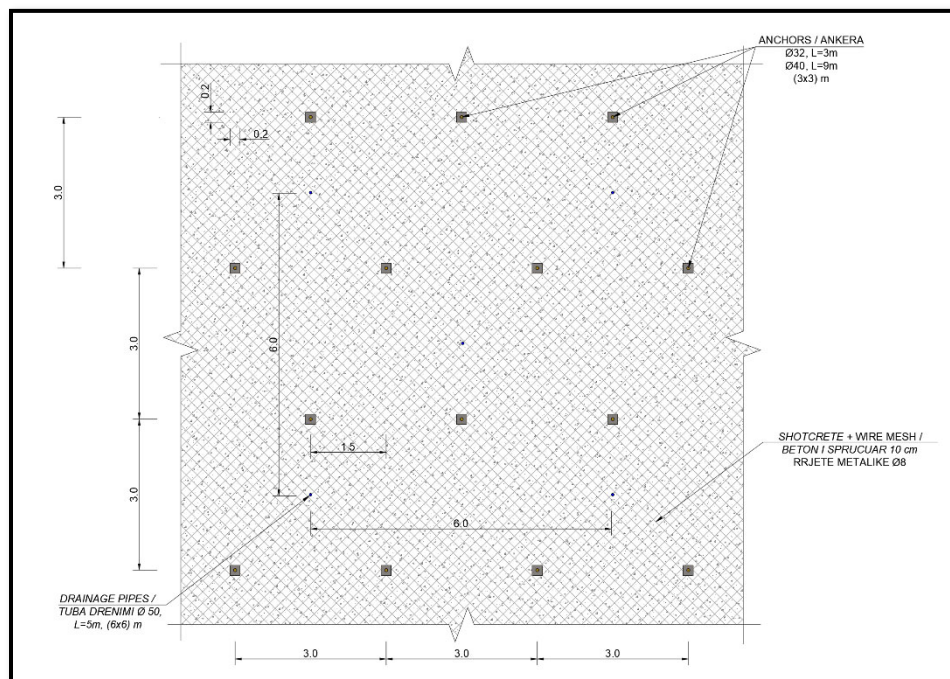 ANCHORS / ANKERA
Ø32, L=3m
Ø40, L=9m
(3x3) m
0.2
0.2
3.0
3.0
6.0
1.5
SHOTCRETE + WIRE MESH /
BETON I SPRUCUAR 10 cm
RRJETE METALIKE Ø8
3.0
6.0
DRAINAGE PIPES /
TUBA DRENIMI Ø 50,
L=5m, (6x6) m
3.0
3.0
3.0